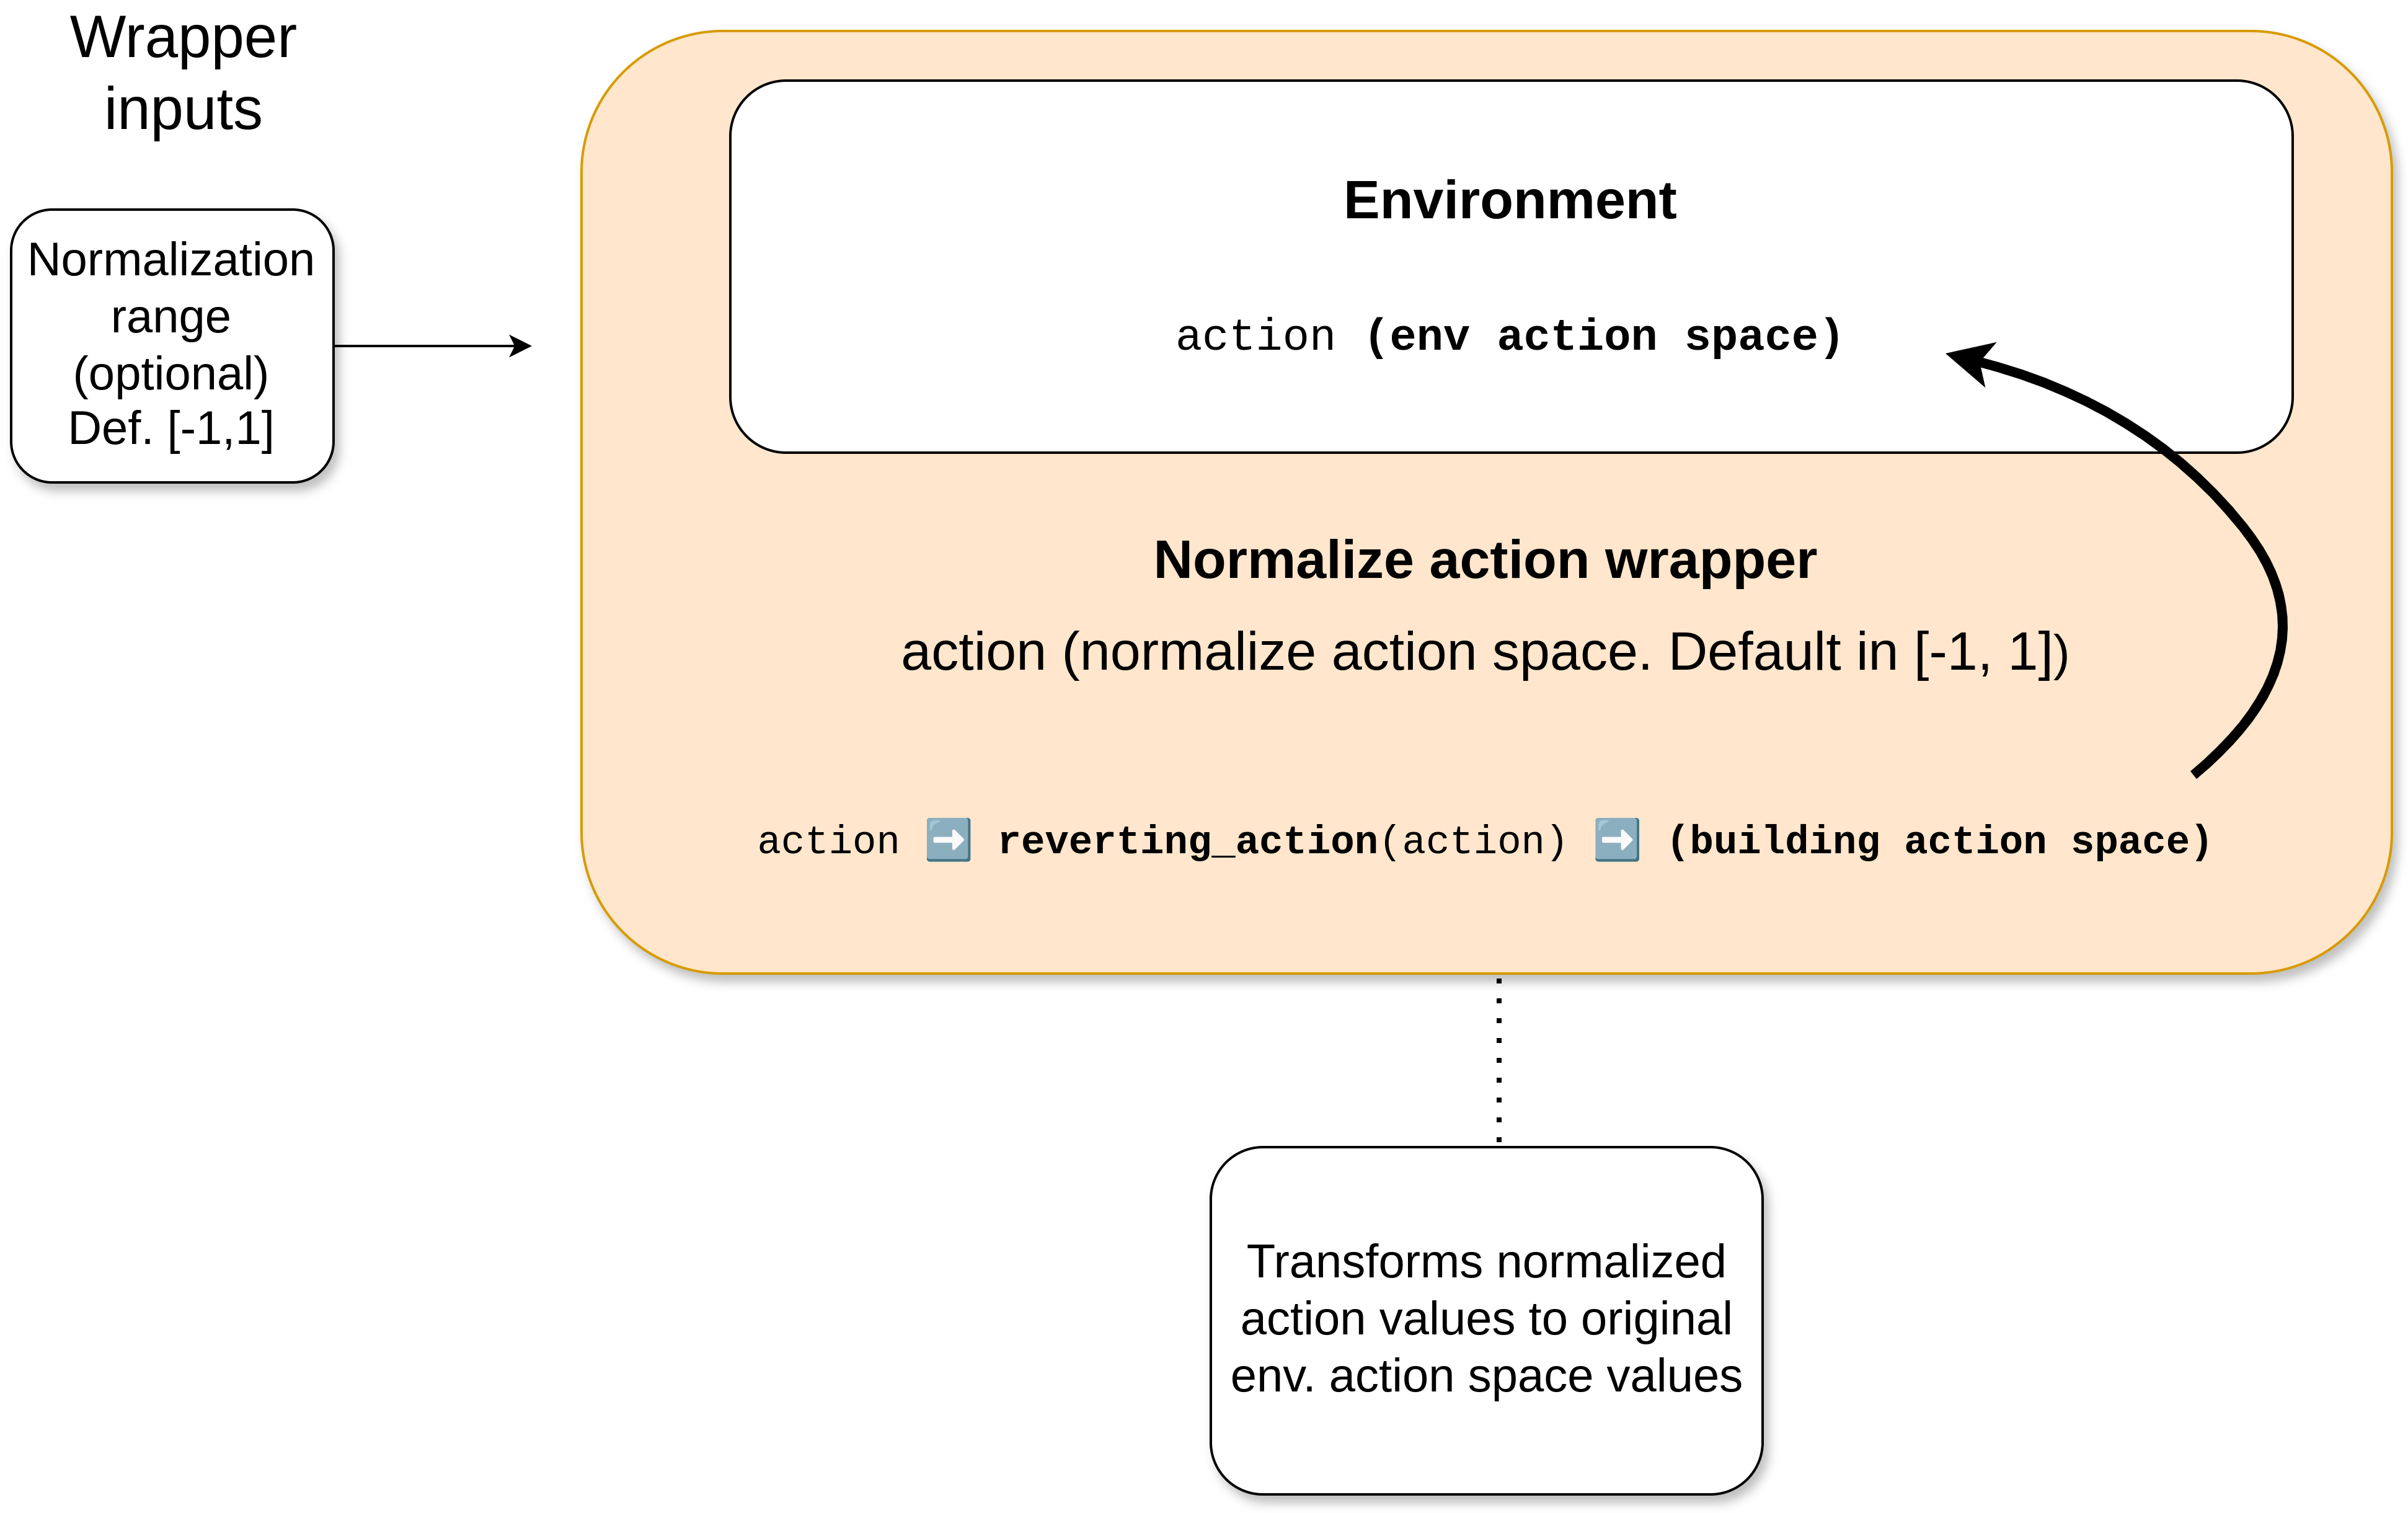 Wrapper
inputs
Normalization
range
(optional)
Def. [-1,1]
Environment
action (env action space)
Normalize action wrapper
action (normalize action space. Default in [-1, 1])
action ➡️ reverting_action(action) ➡️ (building action space)
Transforms normalized
action values to original
env. action space values